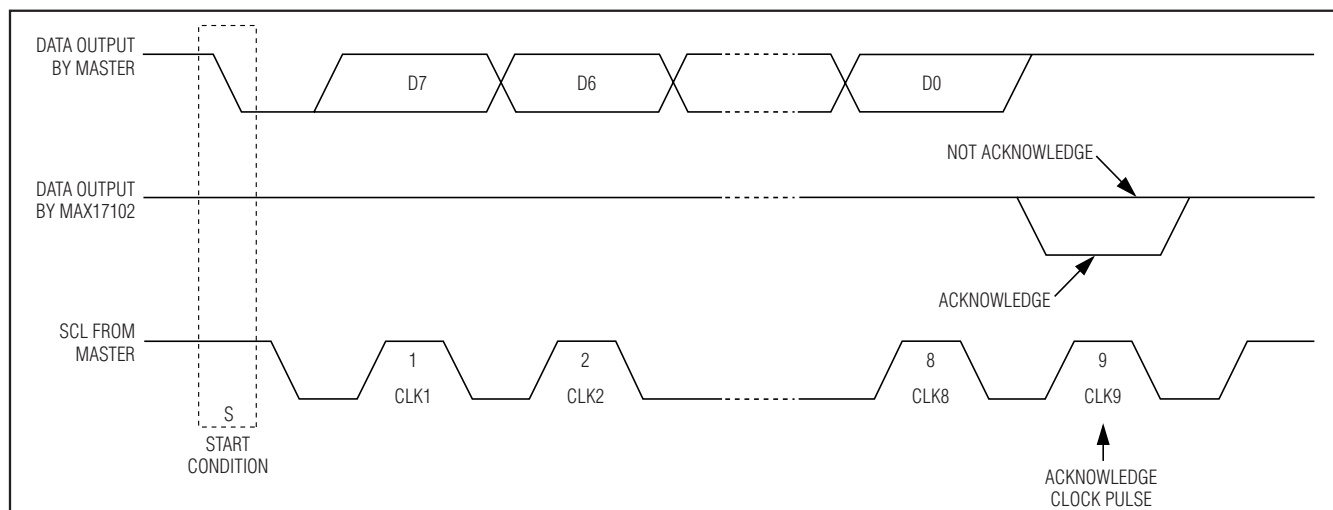 DATA OUTPUT
BY MASTER
D7
D6
D0
NOT ACKNOWLEDGE
DATA OUTPUT
BY MAX17102
ACKNOWLEDGE
SCL FROM
MASTER
1
2
8
9
CLK1
CLK2
CLK8
CLK9
S
START
CONDITION
ACKNOWLEDGE
CLOCK PULSE